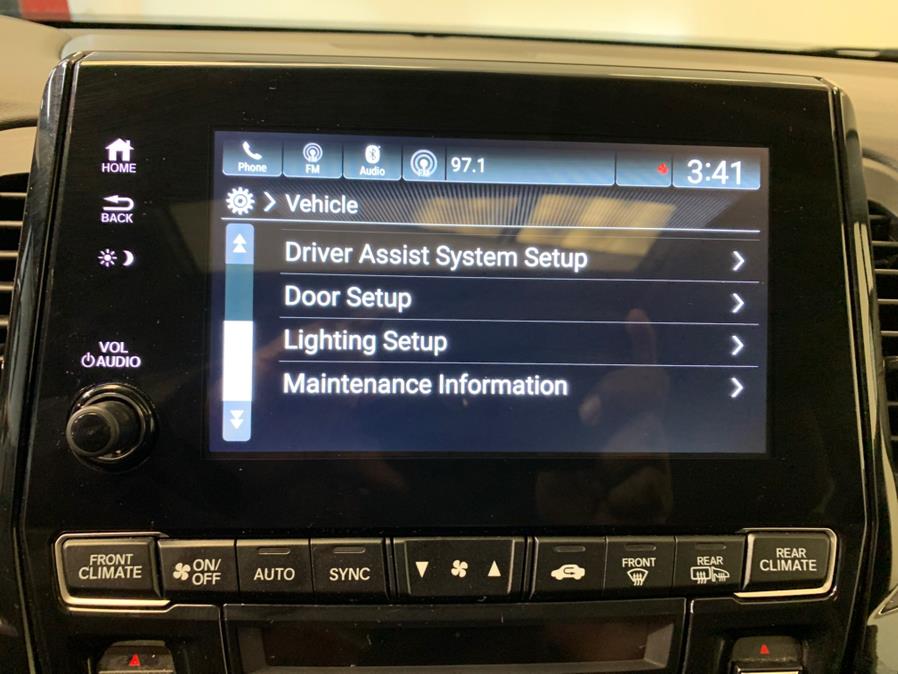 Phone FM Audio FM 97.1 3:41
HOME
Vehicle
BACK
Driver Assist System Setup
Door Setup
Lighting Setup
Maintenance Information
VOL
AUDIO
FRONT CLIMATE
ON/OFF
AUTO
SYNC
FRONT
REAR
REAR CLIMATE